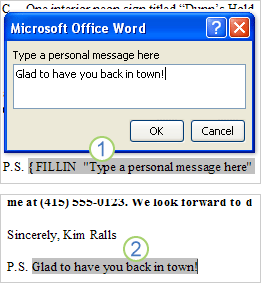 C. One interior neon sign titled "Dunn's Hold
Microsoft Office Word
?
Type a personal message here
Glad to have you back in town!
OK Cancel
1
P.S. {FILLIN "Type a personal message here"
me at (415) 555-0123. We look forward to d
Sincerely, Kim Ralls
2
P.S. Glad to have you back in town!